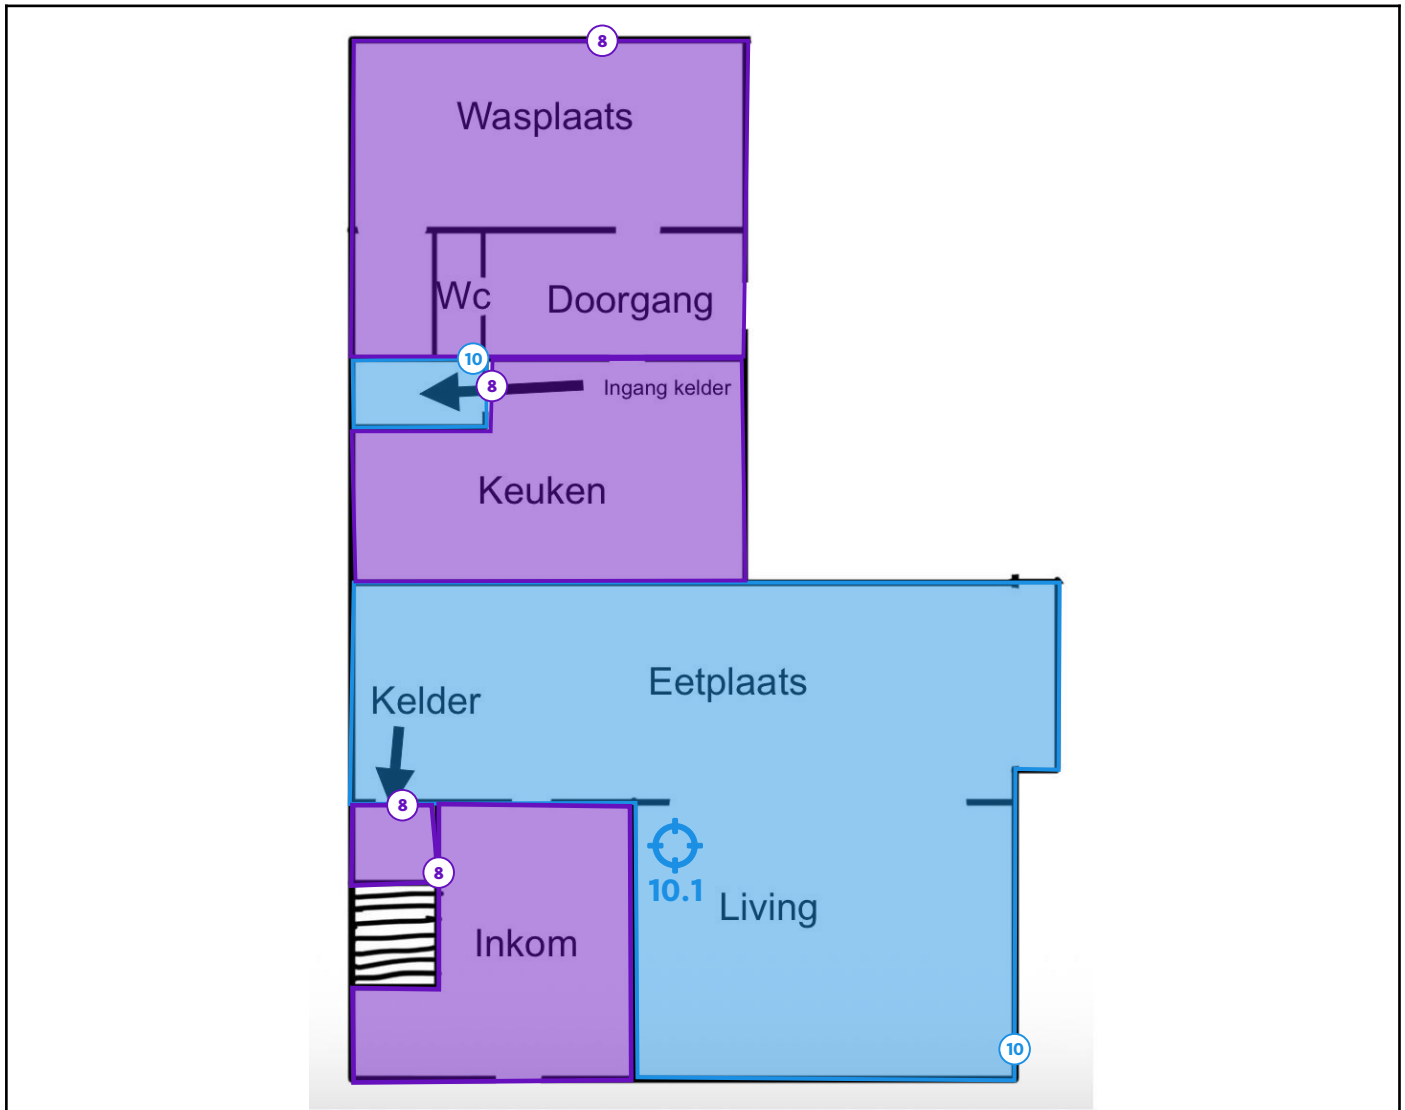 8
Wasplaats
Wc
Doorgang
10
8
Ingang kelder
Keuken
Eetplaats
Kelder
8
8
10.1
Living
Inkom
10